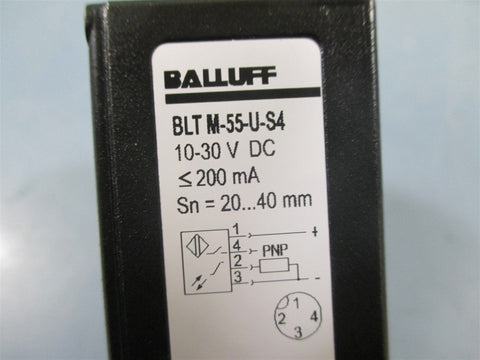 BALLUFF
BLT M-55-U-S4
10-30 V DC
≤ 200 mA
Sn = 20...40 mm
1 +
4 PNP
2
3 -
1
2 4
3